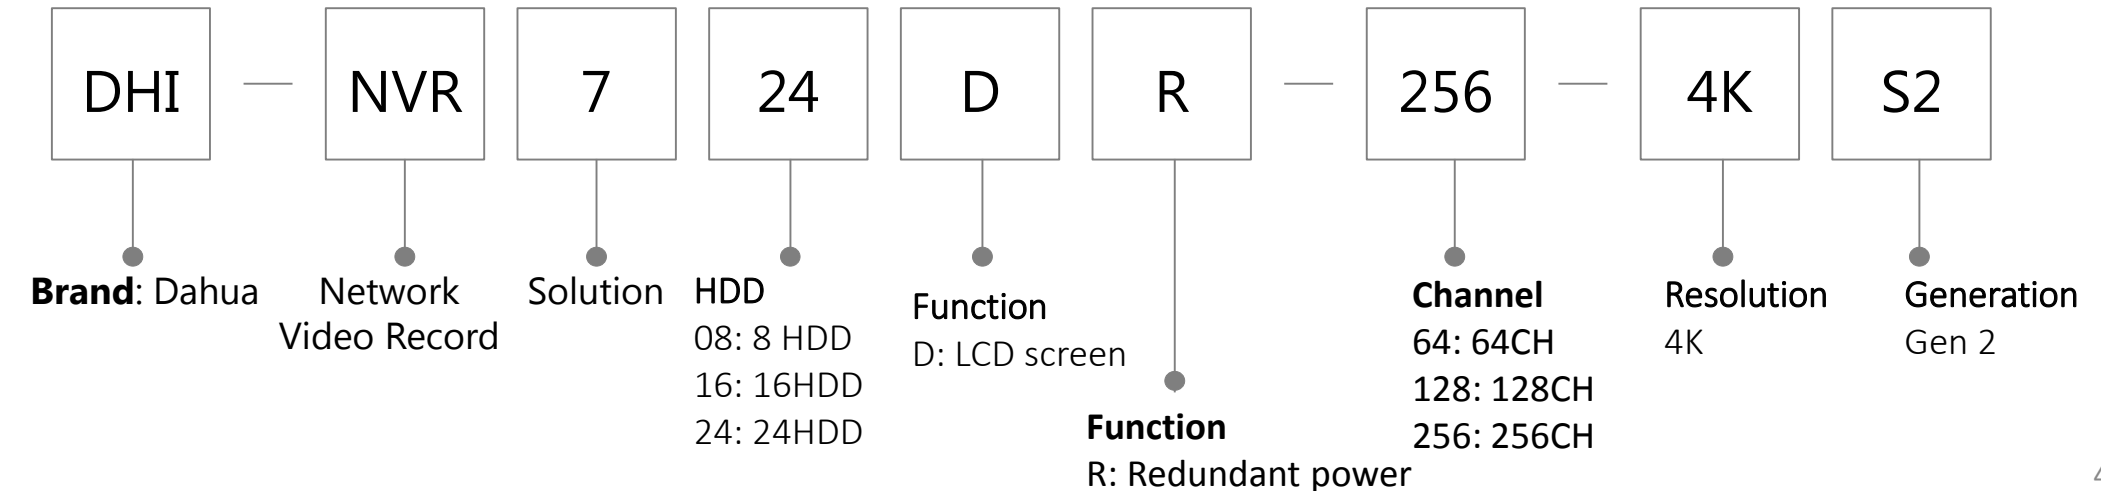 DHI — NVR 7 24 D R — 256 — 4K S2
Brand: Dahua
Network
Video Record
Solution
HDD
08: 8 HDD
16: 16HDD
24: 24HDD
Function
D: LCD screen
Function
R: Redundant power
Channel
64: 64CH
128: 128CH
256: 256CH
Resolution
4K
Generation
Gen 2